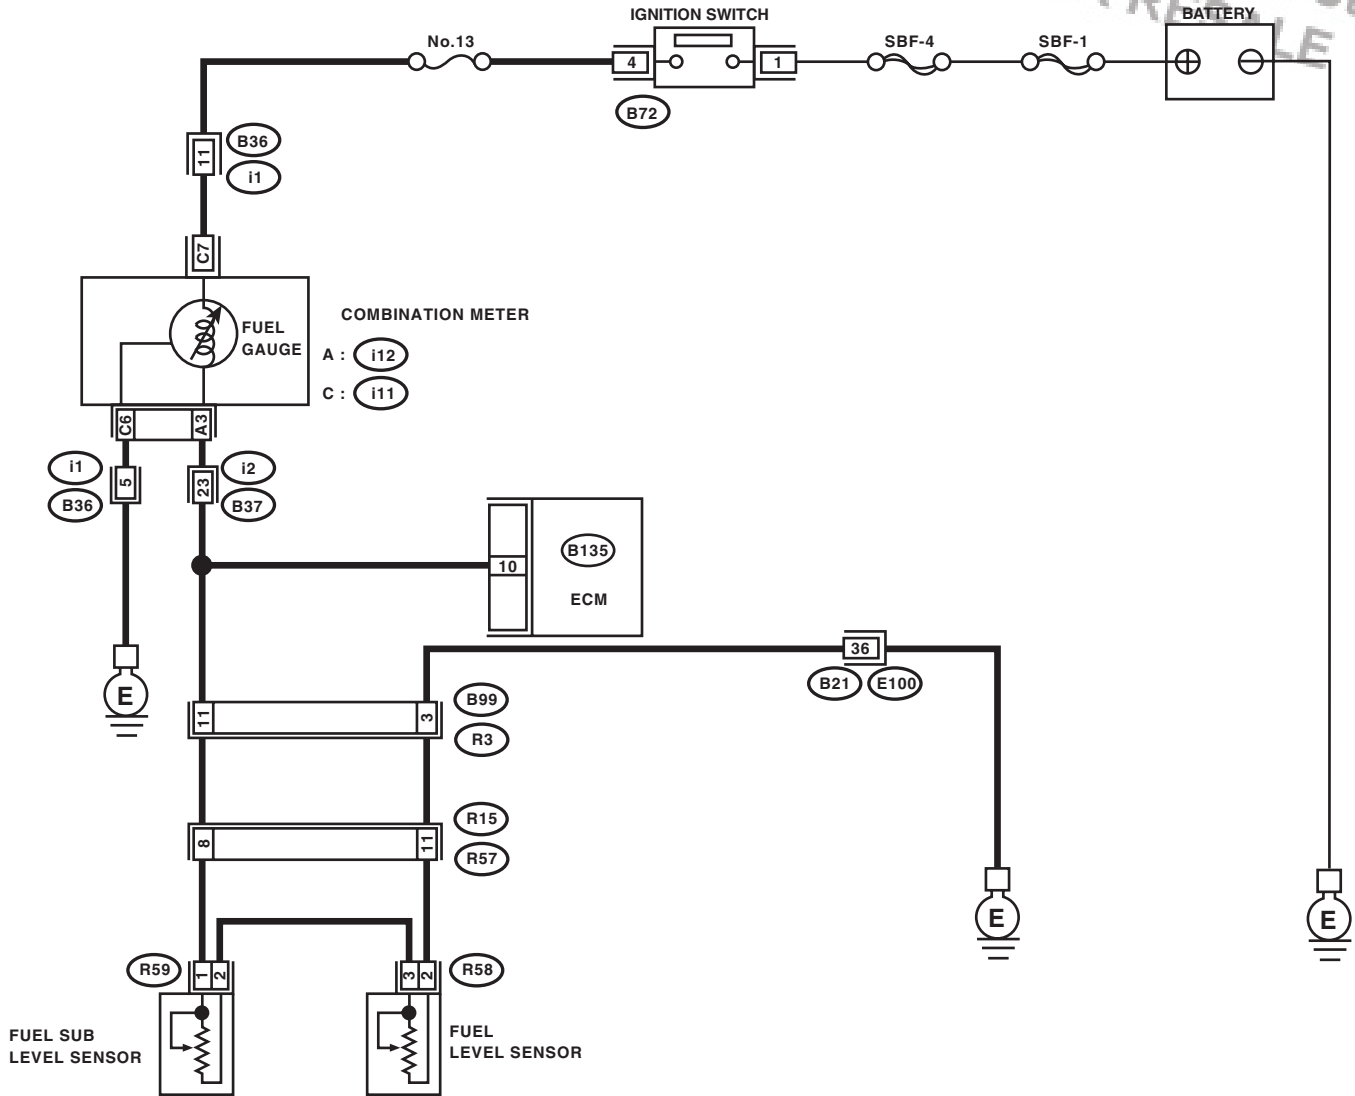 IGNITION SWITCH
BATTERY
No.13
4
1
SBF-4
SBF-1
B72
11
B36
i1
C7
FUEL
GAUGE
COMBINATION METER
A : i12
C : i11
C6
A3
i1
B36
5
23
i2
B37
10
B135
ECM
36
B21
E100
E
11
3
B99
R3
8
11
R15
R57
E
E
R59
1
2
3
2
R58
FUEL SUB
LEVEL SENSOR
FUEL
LEVEL SENSOR